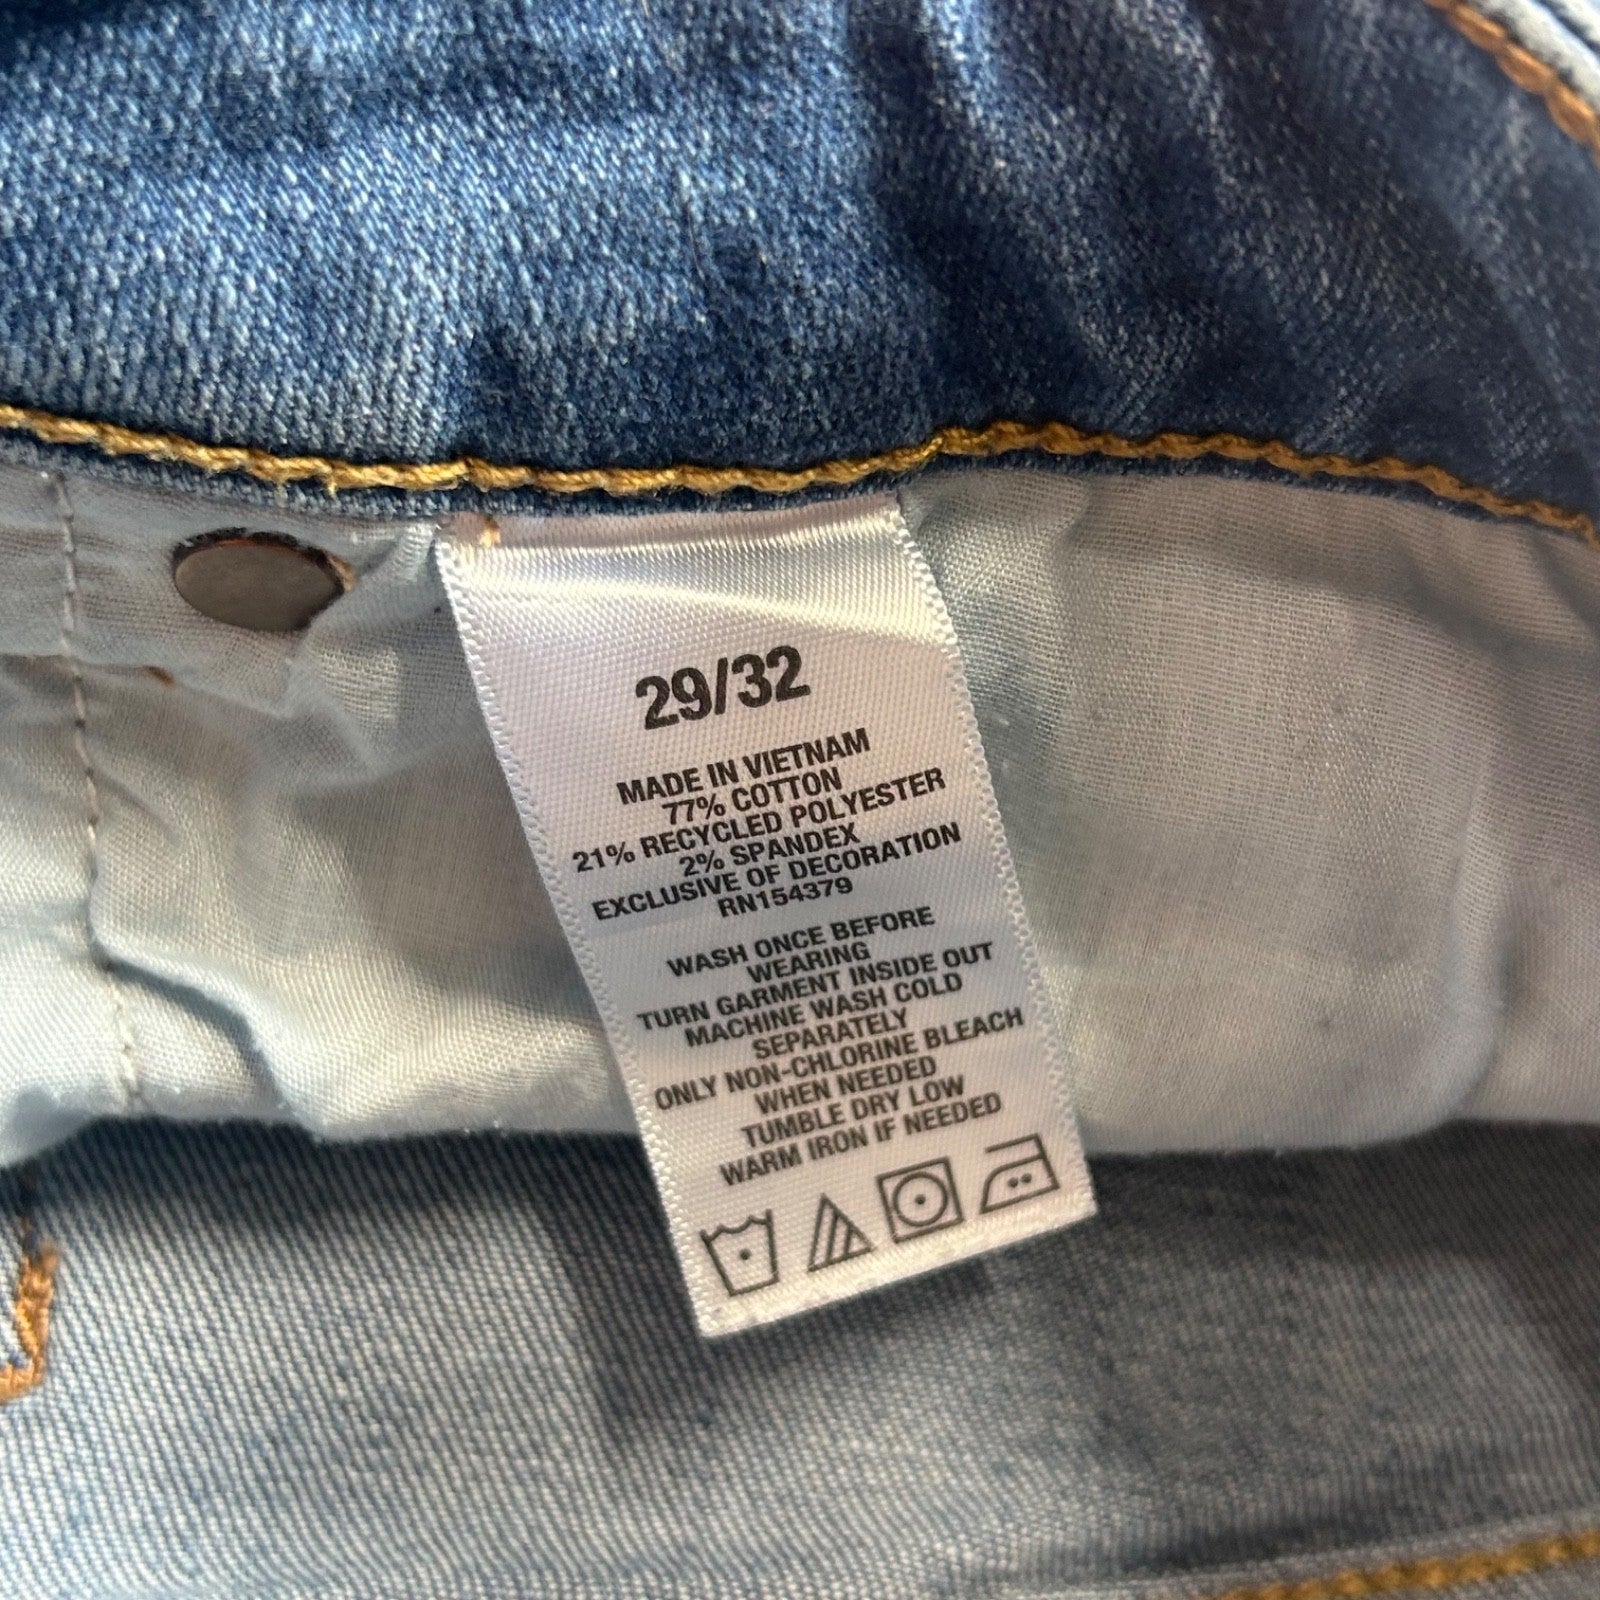 29/32
MADE IN VIETNAM
77% COTTON
21% RECYCLED POLYESTER
2% SPANDEX
EXCLUSIVE OF DECORATION
RN154379
WASH ONCE BEFORE
WEARING
TURN GARMENT INSIDE OUT
MACHINE WASH COLD
SEPARATELY
ONLY NON-CHLORINE BLEACH
WHEN NEEDED
TUMBLE DRY LOW
WARM IRON IF NEEDED